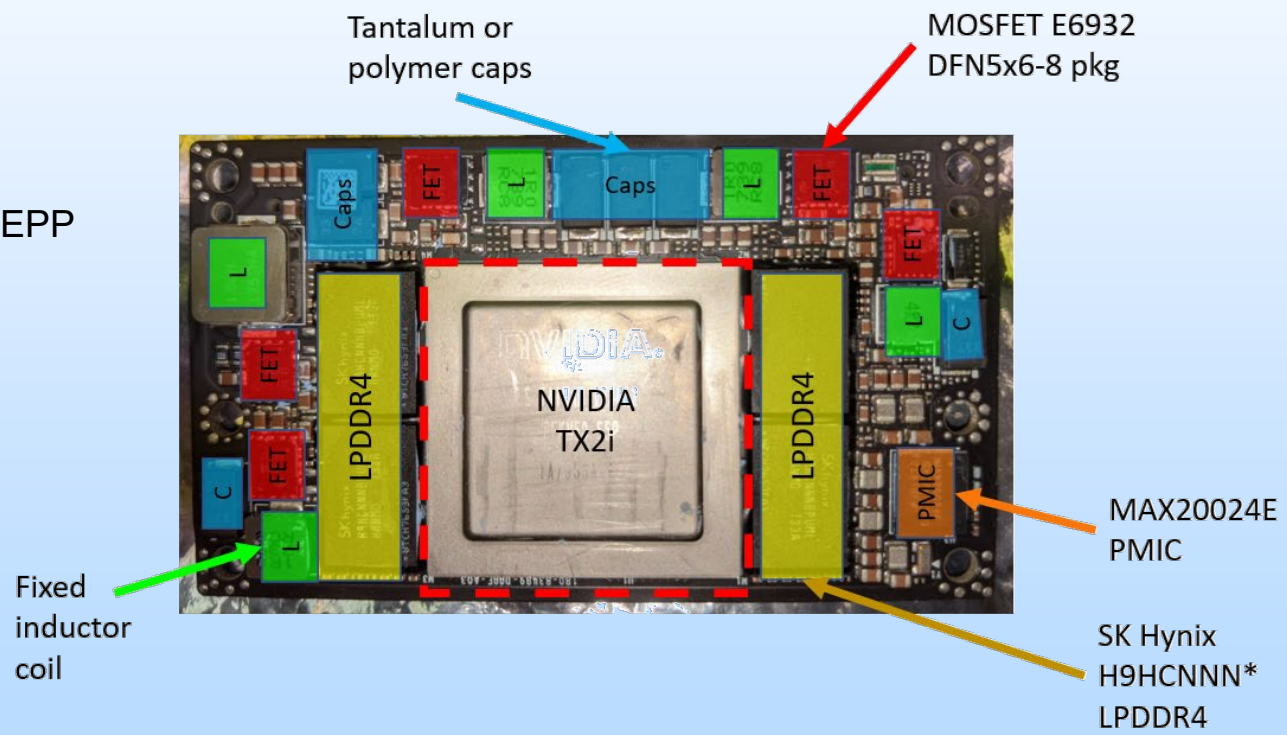 Tantalum or
polymer caps
MOSFET E6932
DFN5x6-8 pkg
EPP
Caps
FET
L
Caps
L
FET
L
FET
L
C
FET
LPDDR4
NVIDIA
NVIDIA
TX2i
LPDDR4
FET
C
L
PMIC
MAX20024E
PMIC
Fixed
inductor
coil
SK Hynix
H9HCNNN*
LPDDR4